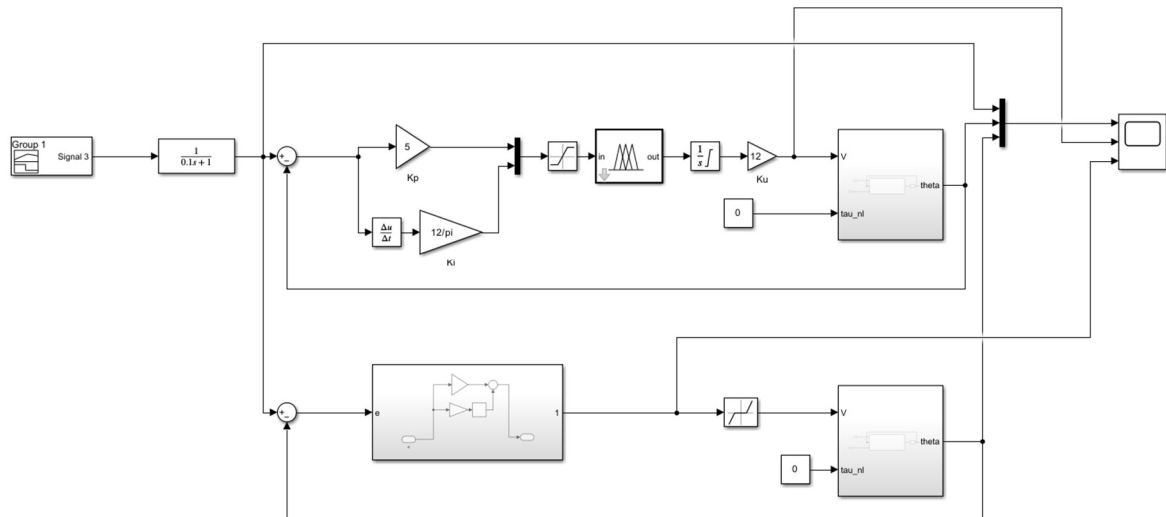 Group 1
Signal 3
1
0.1s+1
+
−
5
Kp
Δu
Δt
12/pi
Ki
in
out
1
s
12
Ku
0
V
tau_nl
theta
+
−
e
1
0
V
tau_nl
theta